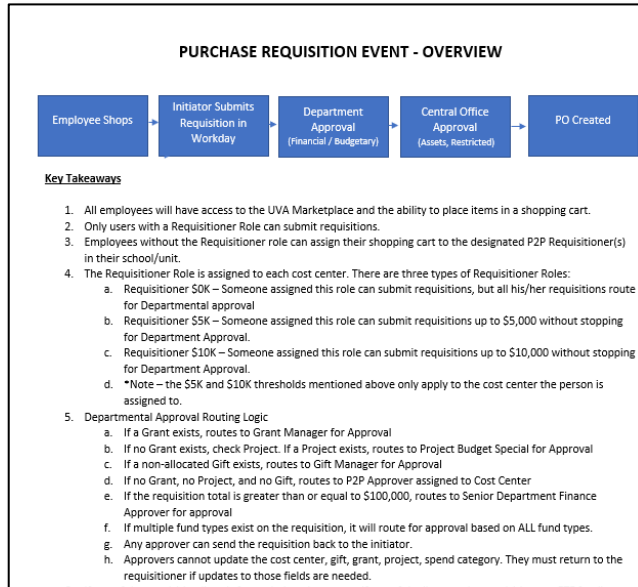 PURCHASE REQUISITION EVENT - OVERVIEW
Employee Shops
Initiator Submits
Requisition in
Workday
Department
Approval
(Financial / Budgetary)
Central Office
Approval
(Assets, Restricted)
PO Created
Key Takeaways
1. All employees will have access to the UVA Marketplace and the ability to place items in a shopping cart.
2. Only users with a Requisitioner Role can submit requisitions.
3. Employees without the Requisitioner role can assign their shopping cart to the designated P2P Requisitioner(s)
in their school/unit.
4. The Requisitioner Role is assigned to each cost center. There are three types of Requisitioner Roles:
a. Requisitioner $0K – Someone assigned this role can submit requisitions, but all his/her requisitions route
for Departmental approval
b. Requisitioner $5K – Someone assigned this role can submit requisitions up to $5,000 without stopping
for Department Approval.
c. Requisitioner $10K – Someone assigned this role can submit requisitions up to $10,000 without stopping
for Department Approval.
d. *Note – the $5K and $10K thresholds mentioned above only apply to the cost center the person is
assigned to.
5. Departmental Approval Routing Logic
a. If a Grant exists, routes to Grant Manager for Approval
b. If no Grant exists, check Project. If a Project exists, routes to Project Budget Special for Approval
c. If a non-allocated Gift exists, routes to Gift Manager for Approval
d. If no Grant, no Project, and no Gift, routes to P2P Approver assigned to Cost Center
e. If the requisition total is greater than or equal to $100,000, routes to Senior Department Finance
Approver for approval
f. If multiple fund types exist on the requisition, it will route for approval based on ALL fund types.
g. Any approver can send the requisition back to the initiator.
h. Approvers cannot update the cost center, gift, grant, project, spend category. They must return to the
requisitioner if updates to those fields are needed.